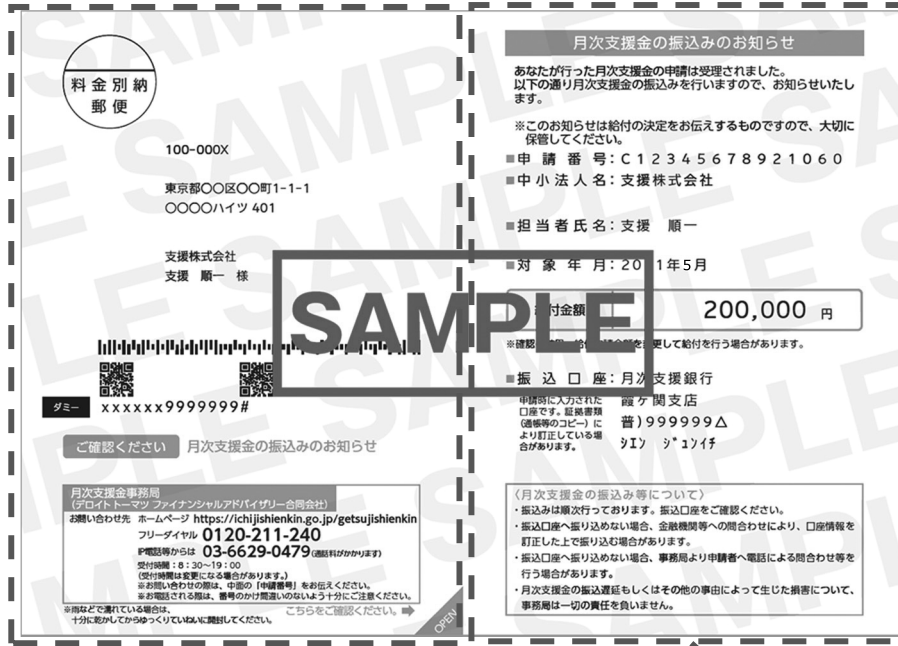 料金別納
郵便
100-000X
東京都〇〇区〇〇町1-1-1
〇〇〇〇ハイツ 401
支援株式会社
支援 順一 様
SAMPLE
ダミー xxxxxx9999999#
ご確認ください 月次支援金の振込みのお知らせ
月次支援金事務局
(デロイト トーマツ ファイナンシャルアドバイザリー合同会社)
お問い合わせ先 ホームページ https://ichijishienkin.go.jp/getsujishienkin
フリーダイヤル 0120-211-240
IP電話等からは 03-6629-0479(通話料がかかります)
受付時間:8:30~19:00
(受付時間は変更になる場合があります。)
※お問い合わせの際は、中面の「申請番号」をお伝えください。
※お電話される際は、番号のかけ間違いのないよう十分にご注意ください。
※雨などで濡れている場合は、
十分に乾かしてからゆっくりていねいに開封してください。
こちらをご確認ください。➡
OPEN
月次支援金の振込みのお知らせ
あなたが行った月次支援金の申請は受理されました。
以下の通り月次支援金の振込みを行いますので、お知らせいたし
ます。
※このお知らせは給付の決定をお伝えするものですので、大切に
保管してください。
■申請番号:C12345678921060
■中小法人名:支援株式会社
■担当者氏名:支援 順一
■対象年月:20 1年5月
付金額 200,000 円
※確認 更して給付を行う場合があります。
■振込口座:月次支援銀行
申請時に入力された
口座です。証拠書類
(通帳等のコピー)に
より訂正している場
合があります。
霞ケ関支店
普)999999△
シエン ジュンイチ
〈月次支援金の振込み等について〉
・振込みは順次行っております。振込口座をご確認ください。
・振込口座へ振り込めない場合、金融機関等への問合わせにより、口座情報を
訂正した上で振り込む場合があります。
・振込口座へ振り込めない場合、事務局より申請者へ電話による問合わせ等を
行う場合があります。
・月次支援金の振込遅延もしくはその他の事由によって生じた損害について、
事務局は一切の責任を負いません。